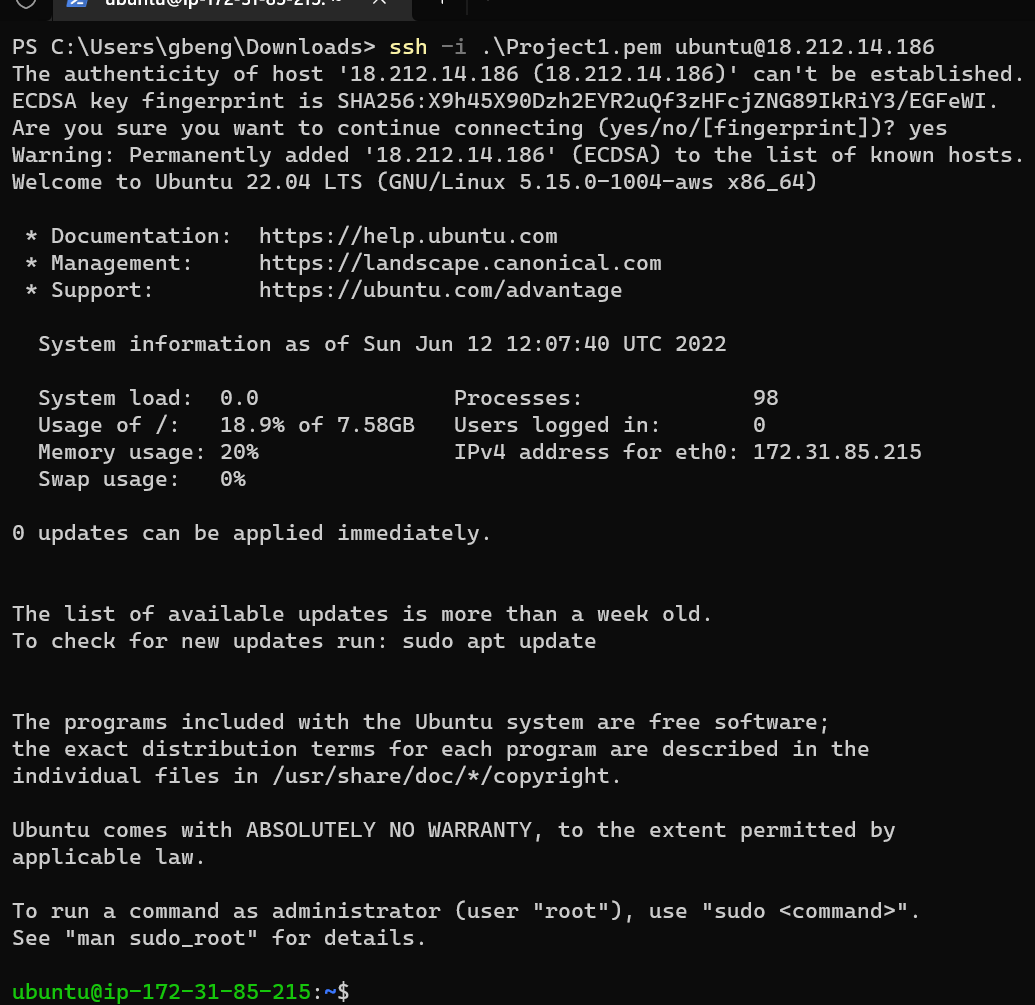 ubuntu@ip-172-31-85-215: ~
PS C:\Users\gbeng\Downloads> ssh -i .\Project1.pem ubuntu@18.212.14.186
The authenticity of host '18.212.14.186 (18.212.14.186)' can't be established.
ECDSA key fingerprint is SHA256:X9h45X90Dzh2EYR2uQf3zHFcjZNG89IkRiY3/EGFeWI.
Are you sure you want to continue connecting (yes/no/[fingerprint])? yes
Warning: Permanently added '18.212.14.186' (ECDSA) to the list of known hosts.
Welcome to Ubuntu 22.04 LTS (GNU/Linux 5.15.0-1004-aws x86_64)

 * Documentation:  https://help.ubuntu.com
 * Management:     https://landscape.canonical.com
 * Support:        https://ubuntu.com/advantage

  System information as of Sun Jun 12 12:07:40 UTC 2022

  System load:  0.0               Processes:             98
  Usage of /:   18.9% of 7.58GB   Users logged in:       0
  Memory usage: 20%               IPv4 address for eth0: 172.31.85.215
  Swap usage:   0%

0 updates can be applied immediately.


The list of available updates is more than a week old.
To check for new updates run: sudo apt update


The programs included with the Ubuntu system are free software;
the exact distribution terms for each program are described in the
individual files in /usr/share/doc/*/copyright.

Ubuntu comes with ABSOLUTELY NO WARRANTY, to the extent permitted by
applicable law.

To run a command as administrator (user "root"), use "sudo <command>".
See "man sudo_root" for details.

ubuntu@ip-172-31-85-215:~$